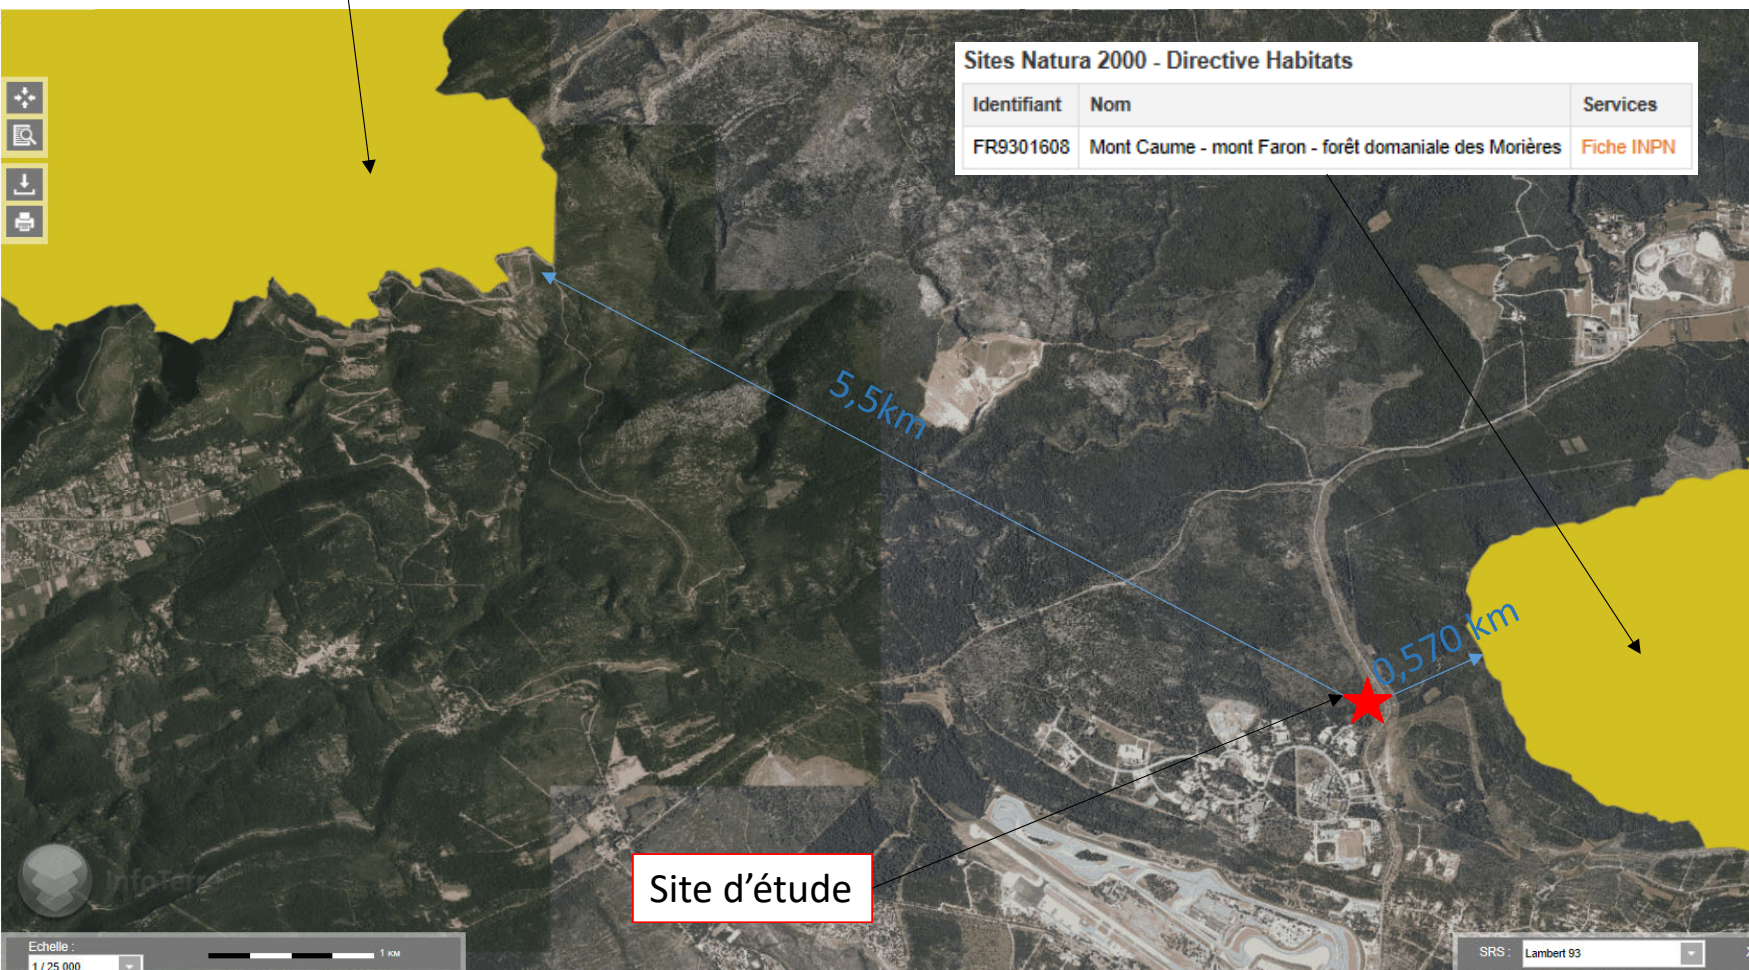 Sites Natura 2000 - Directive Habitats
Identifiant Nom Services
FR9301608 Mont Caume - mont Faron - forêt domaniale des Morières Fiche INPN
5,5km
0,570 km
Site d'étude
InfoTerre
Echelle :
1 / 25 000
1 KM
SRS : Lambert 93